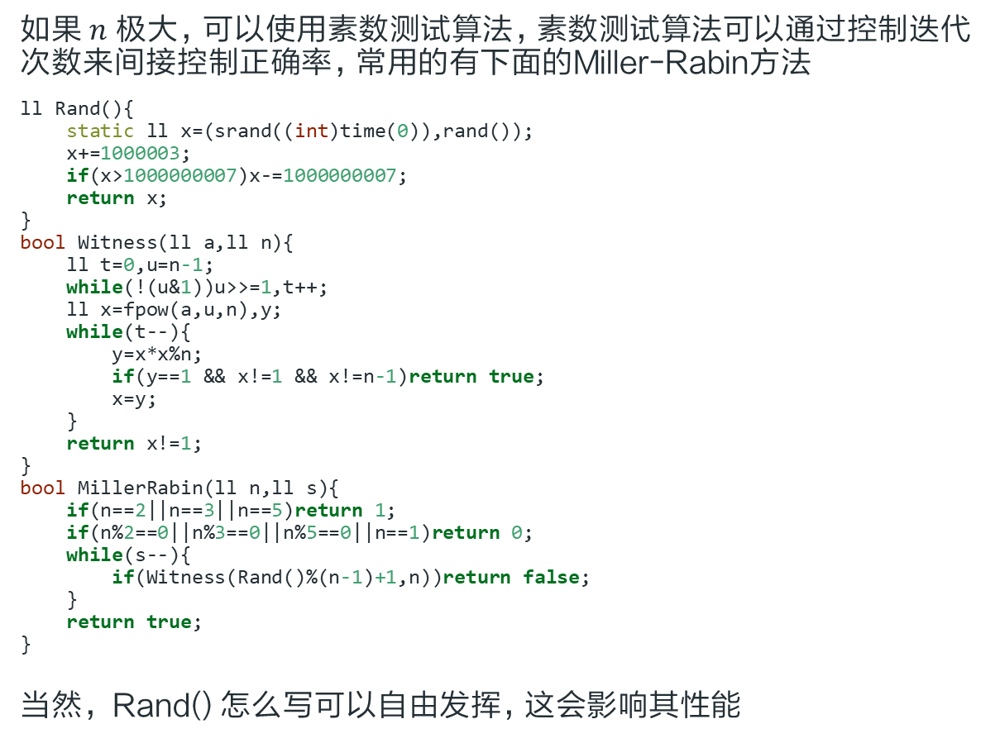 如果 n 极大，可以使用素数测试算法，素数测试算法可以通过控制迭代
次数来间接控制正确率，常用的有下面的Miller-Rabin方法
ll Rand(){
    static ll x=(srand((int)time(0)),rand());
    x+=1000003;
    if(x>1000000007)x-=1000000007;
    return x;
}
bool Witness(ll a,ll n){
    ll t=0,u=n-1;
    while(!(u&1))u>>=1,t++;
    ll x=fpow(a,u,n),y;
    while(t--){
        y=x*x%n;
        if(y==1 && x!=1 && x!=n-1)return true;
        x=y;
    }
    return x!=1;
}
bool MillerRabin(ll n,ll s){
    if(n==2||n==3||n==5)return 1;
    if(n%2==0||n%3==0||n%5==0||n==1)return 0;
    while(s--){
        if(Witness(Rand()%(n-1)+1,n))return false;
    }
    return true;
}
当然，Rand() 怎么写可以自由发挥，这会影响其性能